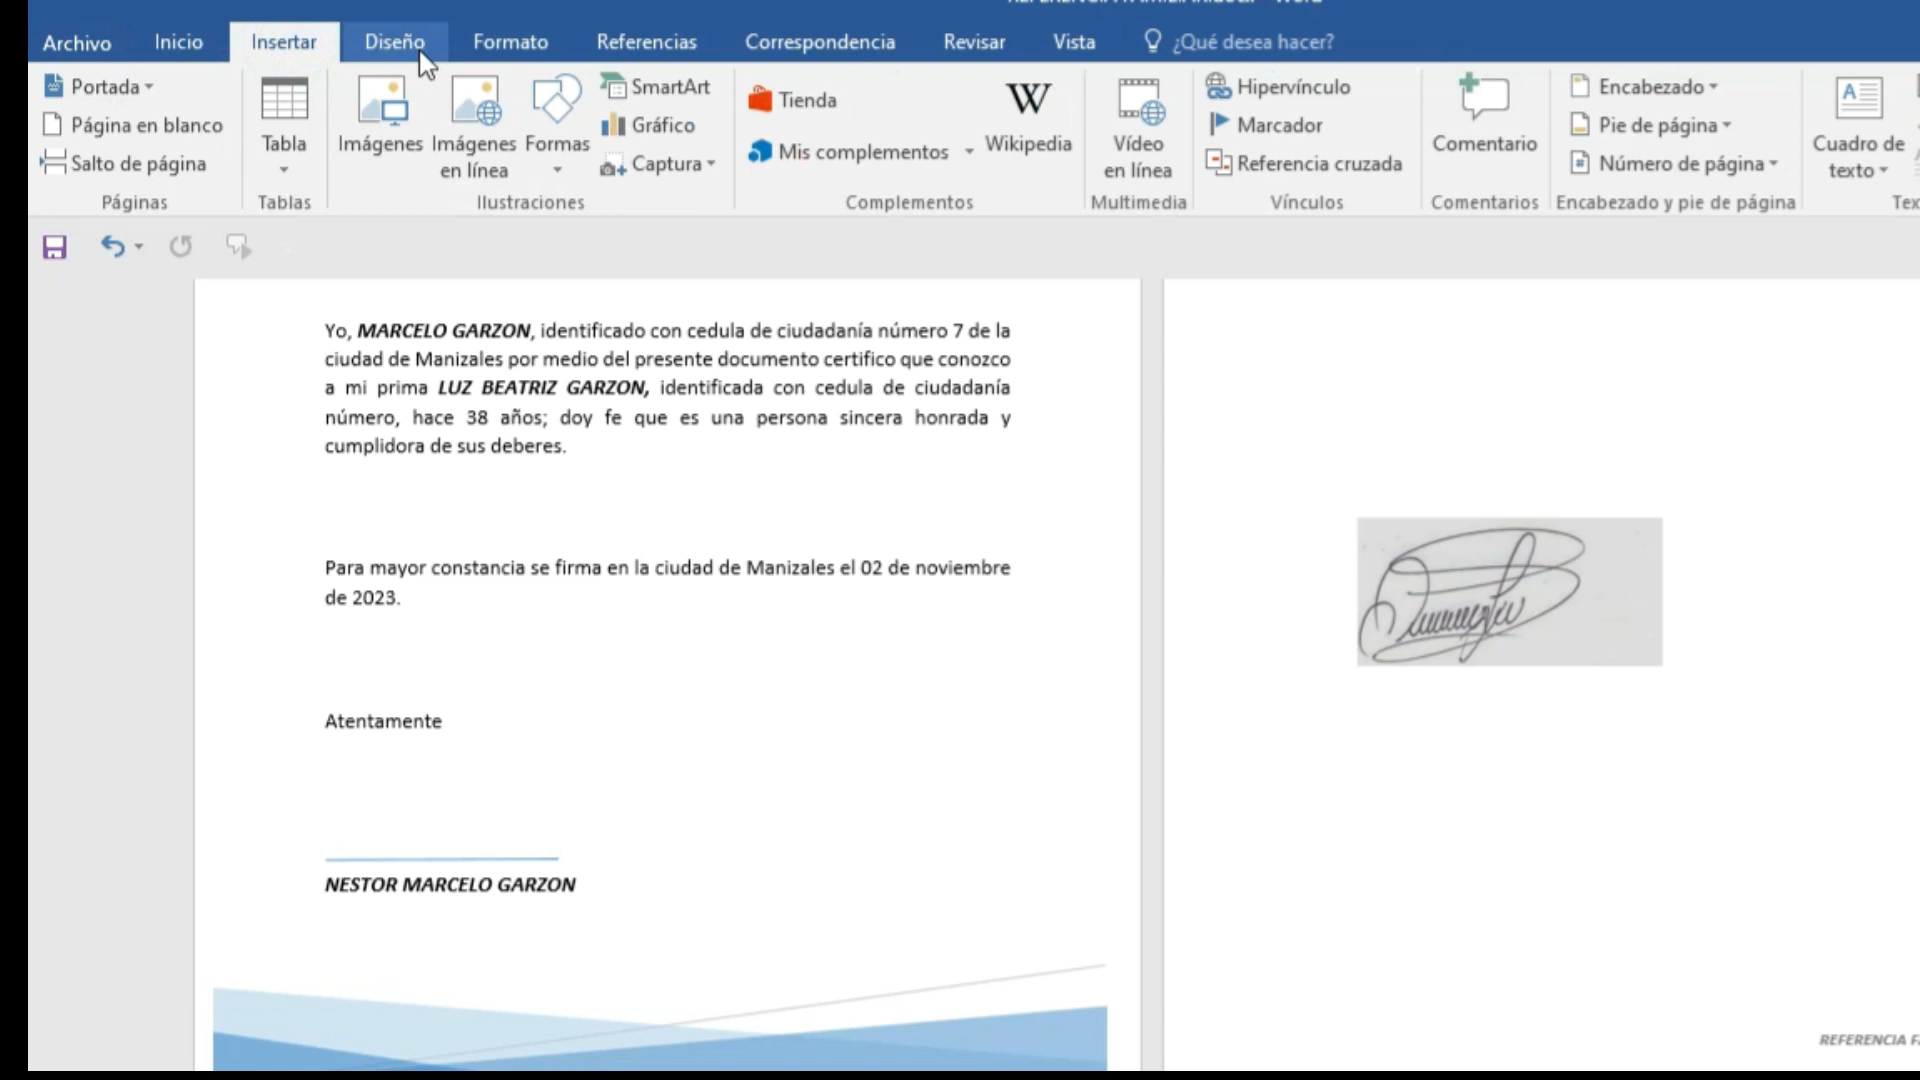 Archivo Inicio Insertar Diseño Formato Referencias Correspondencia Revisar Vista ¿Qué desea hacer?
Portada
Página en blanco
Salto de página
Páginas
Tabla
Tablas
Imágenes
Imágenes
en línea
Formas
SmartArt
Gráfico
Captura
Ilustraciones
Tienda
Mis complementos
W
Wikipedia
Complementos
Vídeo
en línea
Multimedia
Hipervínculo
Marcador
Referencia cruzada
Vínculos
Comentario
Comentarios
Encabezado
Pie de página
Número de página
Encabezado y pie de página
A
Cuadro de
texto
Yo, MARCELO GARZON, identificado con cedula de ciudadanía número 7 de la
ciudad de Manizales por medio del presente documento certifico que conozco
a mi prima LUZ BEATRIZ GARZON, identificada con cedula de ciudadanía
número, hace 38 años; doy fe que es una persona sincera honrada y
cumplidora de sus deberes.
Para mayor constancia se firma en la ciudad de Manizales el 02 de noviembre
de 2023.
Atentamente
NESTOR MARCELO GARZON
REFERENCIA